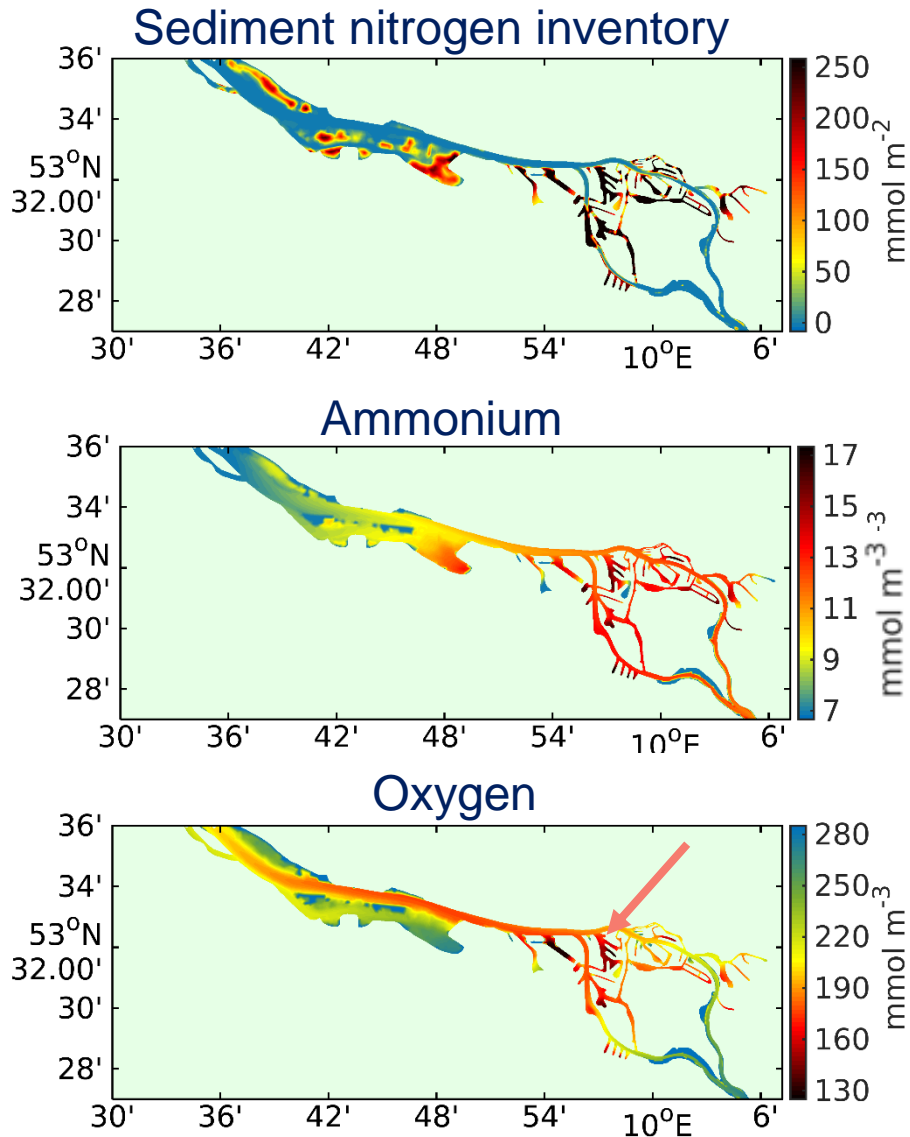 Sediment nitrogen inventory
36'
34'
53°N
32.00'
30'
28'
30' 36' 42' 48' 54' 10°E 6'
250
200
150
100
50
0
mmol m⁻²
Ammonium
36'
34'
53°N
32.00'
30'
28'
30' 36' 42' 48' 54' 10°E 6'
17
15
13
11
9
7
mmol m⁻³ ⁻³
Oxygen
36'
34'
53°N
32.00'
30'
28'
30' 36' 42' 48' 54' 10°E 6'
280
250
220
190
160
130
mmol m⁻³